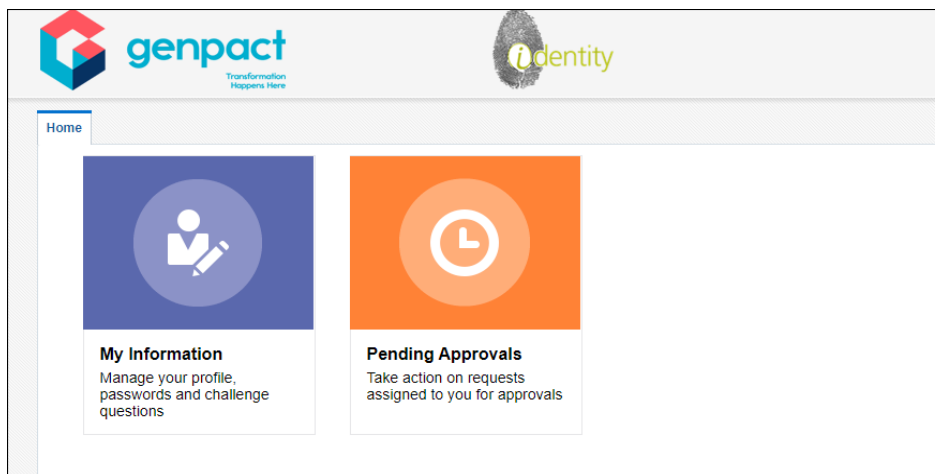 genpact
Transformation
Happens Here
identity
Home
My Information
Manage your profile,
passwords and challenge
questions
Pending Approvals
Take action on requests
assigned to you for approvals